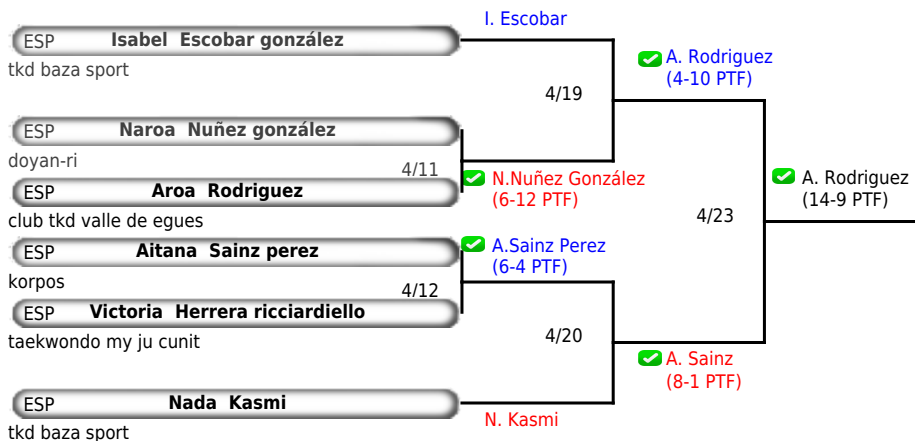 I. Escobar
ESP Isabel Escobar gonzález
tkd baza sport
A. Rodriguez
(4-10 PTF)
4/19
ESP Naroa Nuñez gonzález
doyan-ri
4/11
N.Nuñez González
(6-12 PTF)
ESP Aroa Rodriguez
club tkd valle de egues
A. Rodriguez
(14-9 PTF)
4/23
ESP Aitana Sainz perez
korpos
A.Sainz Perez
(6-4 PTF)
4/12
ESP Victoria Herrera ricciardiello
taekwondo my ju cunit
4/20
A. Sainz
(8-1 PTF)
ESP Nada Kasmi
tkd baza sport
N. Kasmi